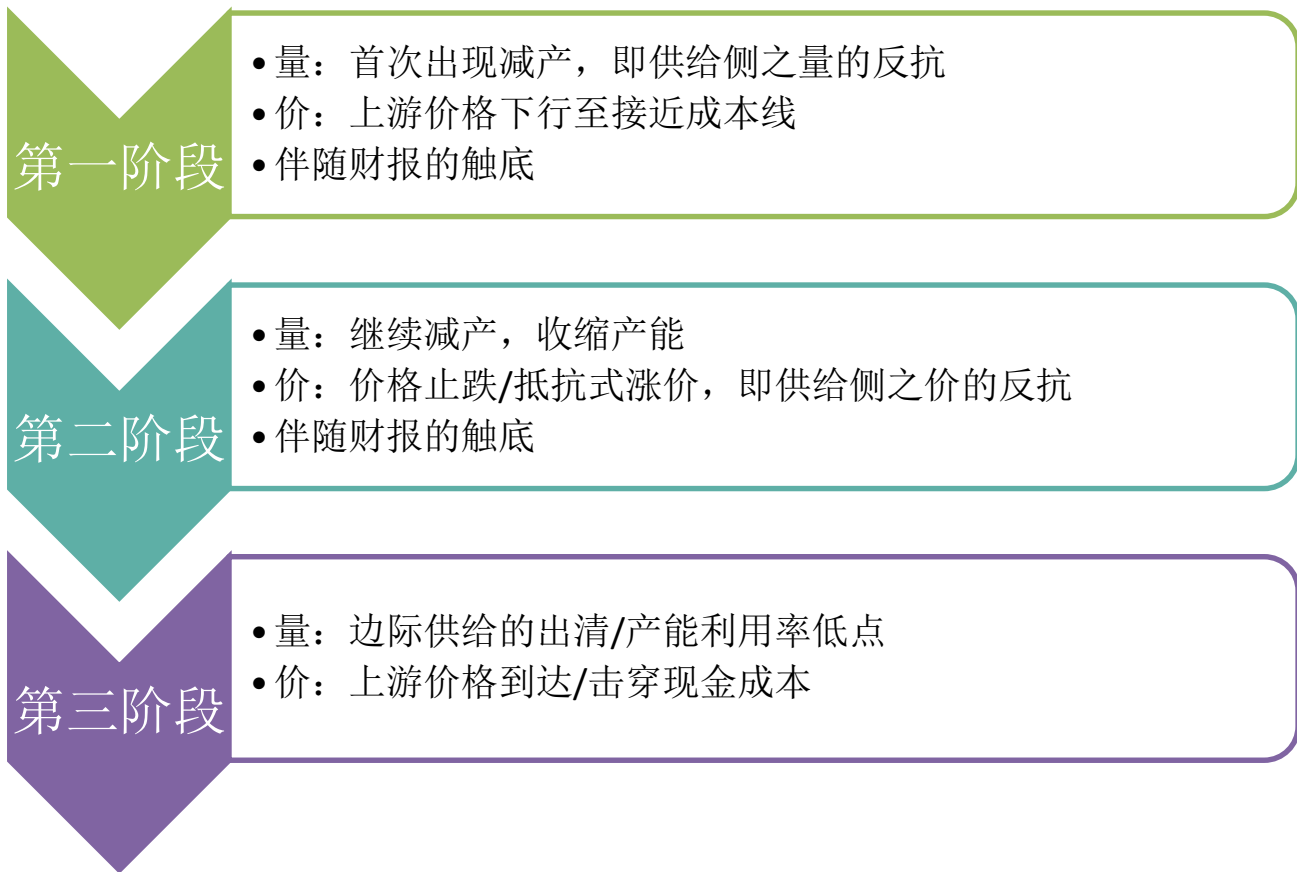 第一阶段
•量：首次出现减产，即供给侧之量的反抗
•价：上游价格下行至接近成本线
•伴随财报的触底
第二阶段
•量：继续减产，收缩产能
•价：价格止跌/抵抗式涨价，即供给侧之价的反抗
•伴随财报的触底
第三阶段
•量：边际供给的出清/产能利用率低点
•价：上游价格到达/击穿现金成本